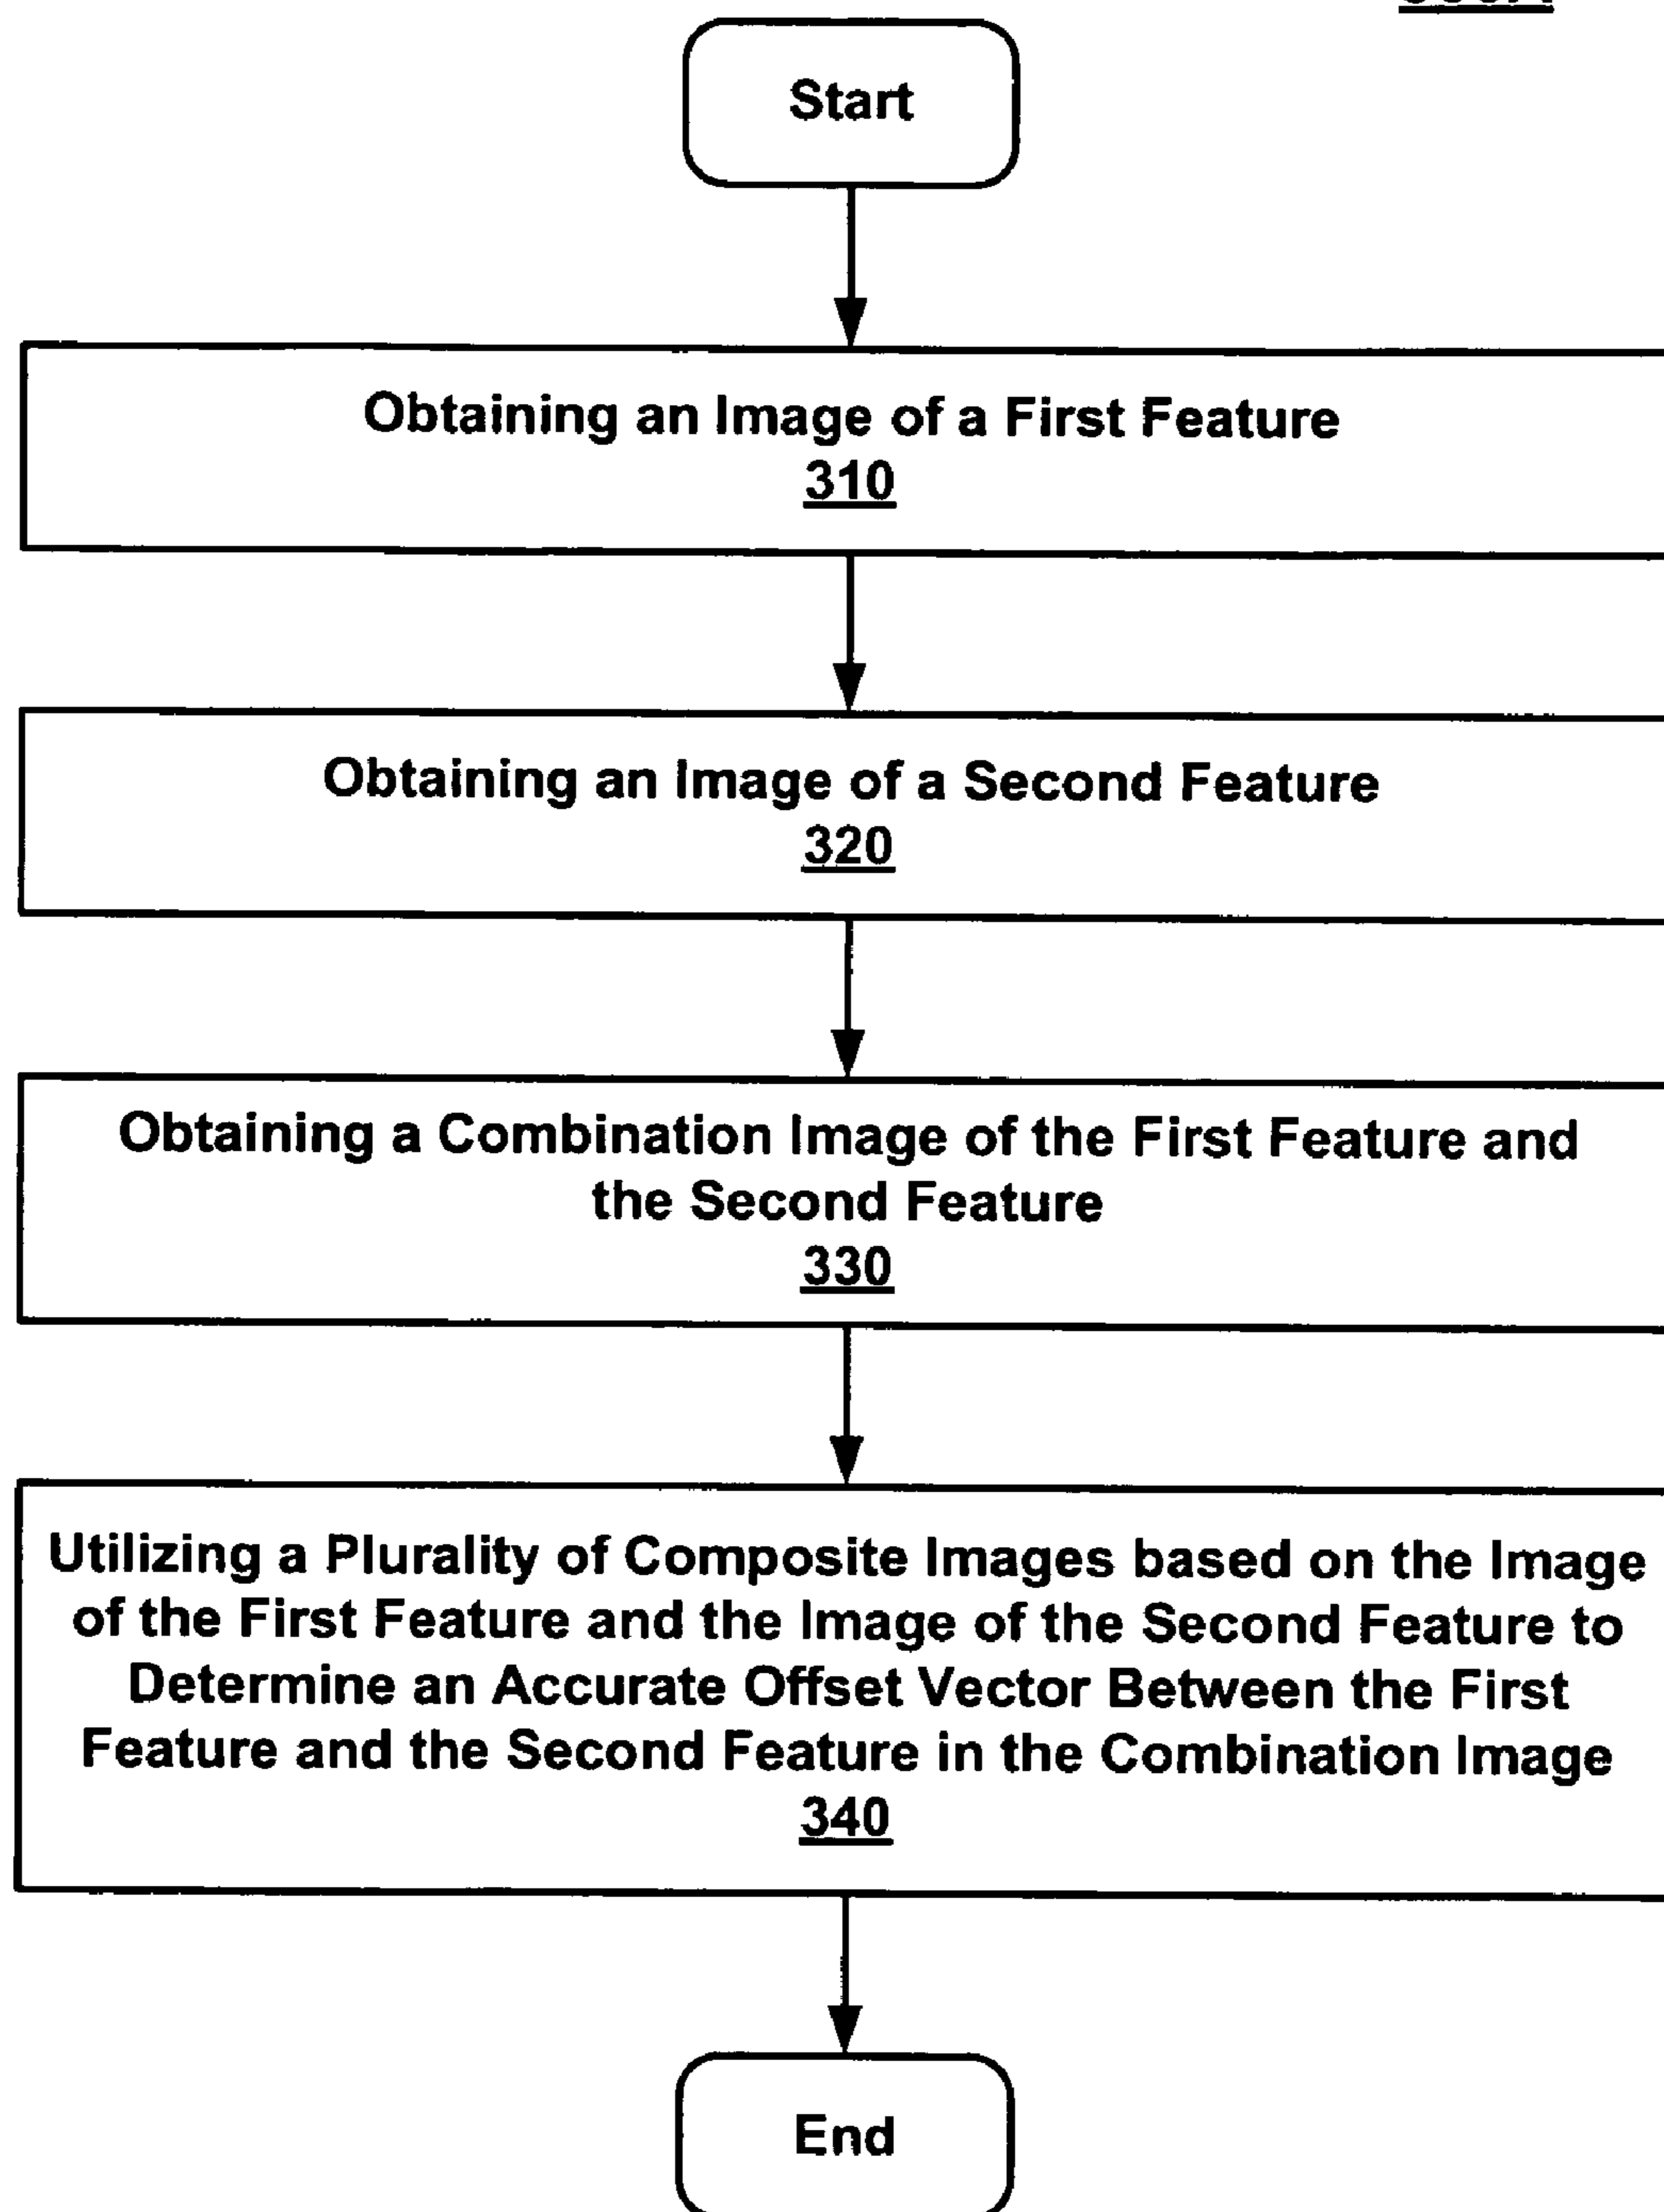 Start
Obtaining an Image of a First Feature
310
Obtaining an Image of a Second Feature
320
Obtaining a Combination Image of the First Feature and
the Second Feature
330
Utilizing a Plurality of Composite Images based on the Image
of the First Feature and the Image of the Second Feature to
Determine an Accurate Offset Vector Between the First
Feature and the Second Feature in the Combination Image
340
End